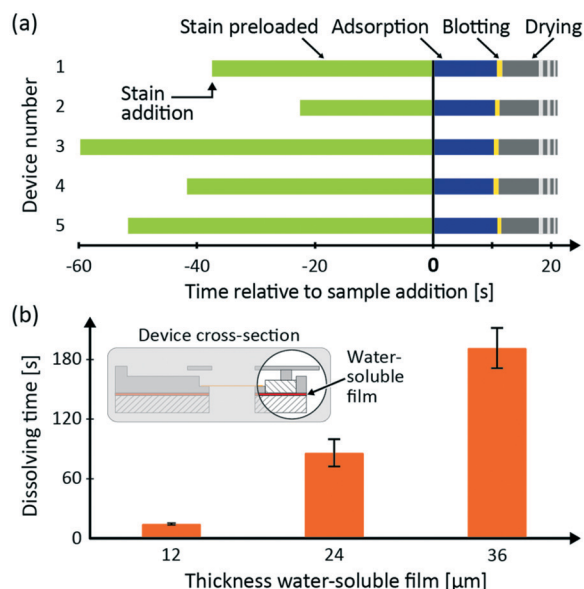 (a)
Stain preloaded
Adsorption
Blotting
Drying
Device number
1
Stain
addition
2
3
4
5
-60
-40
-20
0
20
Time relative to sample addition [s]
(b)
Dissolving time [s]
180
120
60
0
Device cross-section
Water-
soluble
film
12
24
36
Thickness water-soluble film [µm]